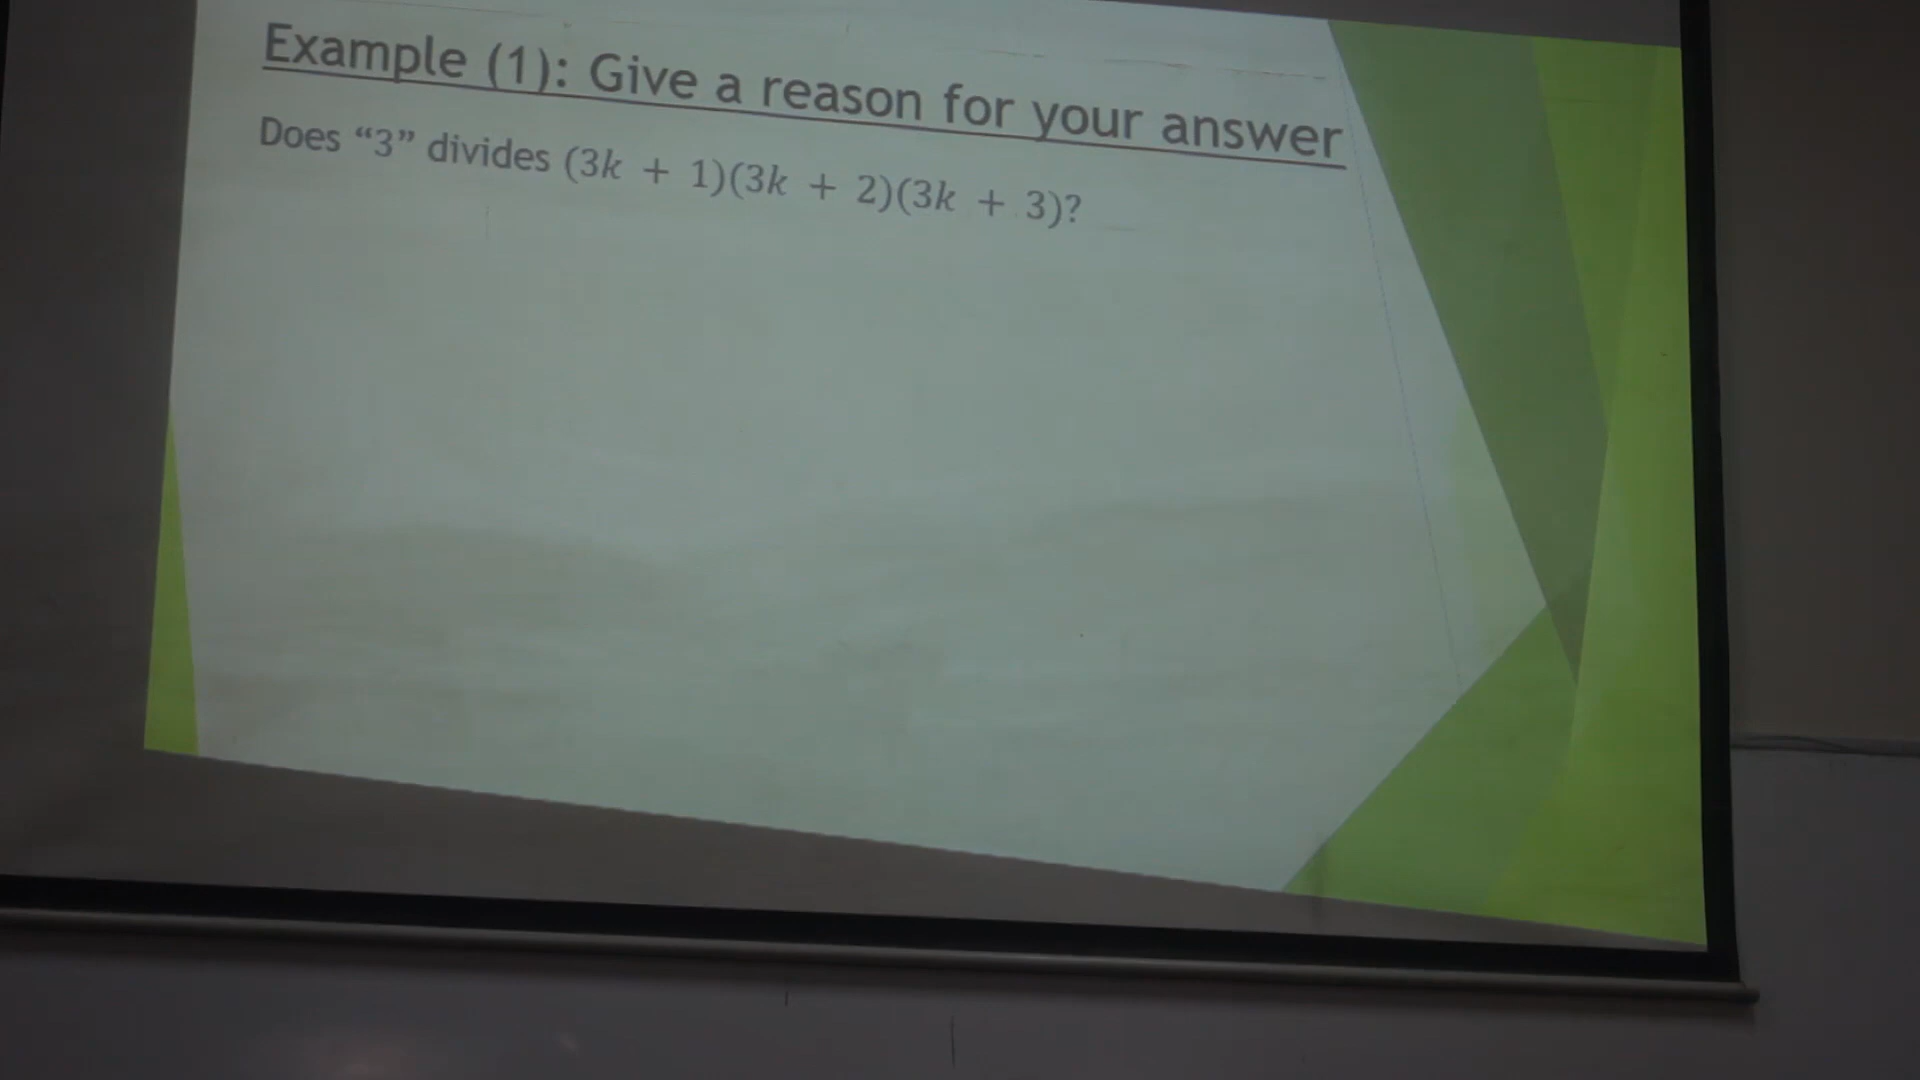 Example (1): Give a reason for your answer
Does “3” divides (3k + 1)(3k + 2)(3k + 3)?